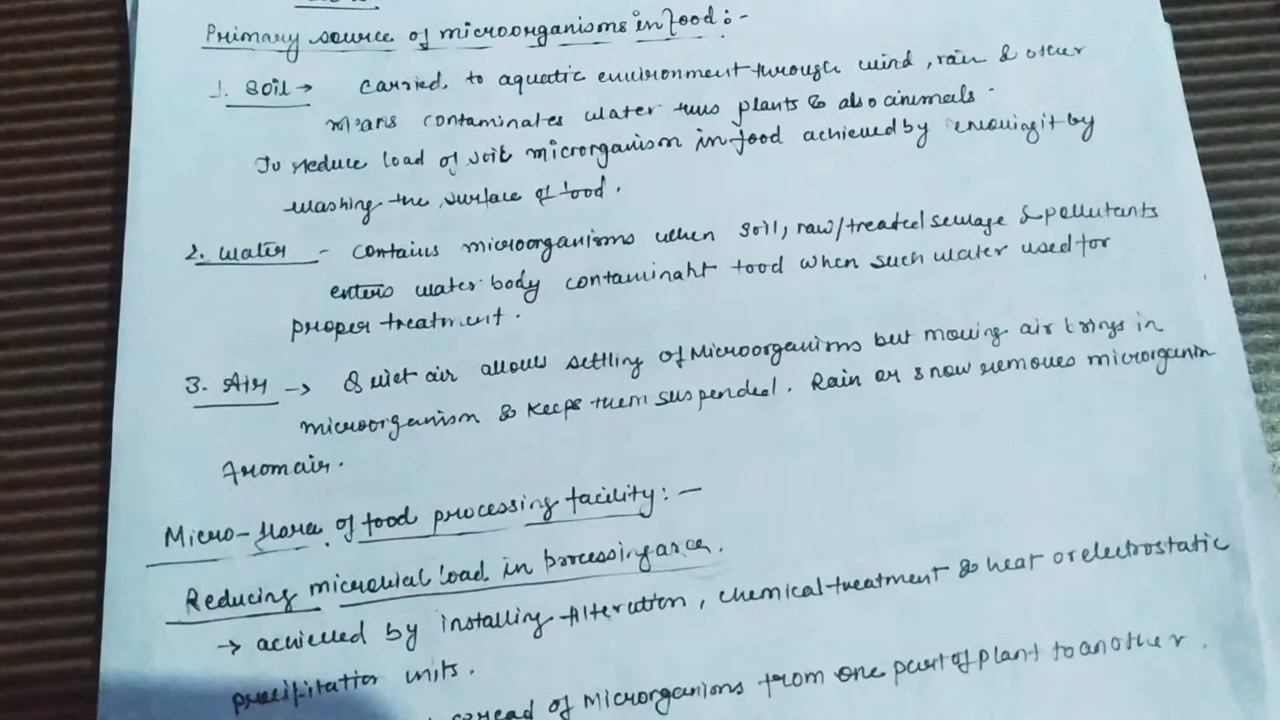 Primary source of microorganisms in food :-
1. Soil → carried, to aquatic environment through wind, rain & other
means contaminates water thus plants & also animals.
To reduce load of soil microrganism in food achieved by removing it by
washing the surface of food.
2. Water - contains microorganisms when soil, raw/treated sewage & pollutants
enters water body contaminaht food when such water used for
proper treatment.
3. Air → Quiet air allows settling of Microorganisms but moving air brings in
microorganism & keeps them suspended. Rain or snow removes microrganism
from air.
Micro-flora of food processing facility: -
Reducing microbial load in processing area.
→ achieved by installing filteration, chemical treatment & heat or electrostatic
precipitation units.
spread of Microrganisms from one part of plant to another.